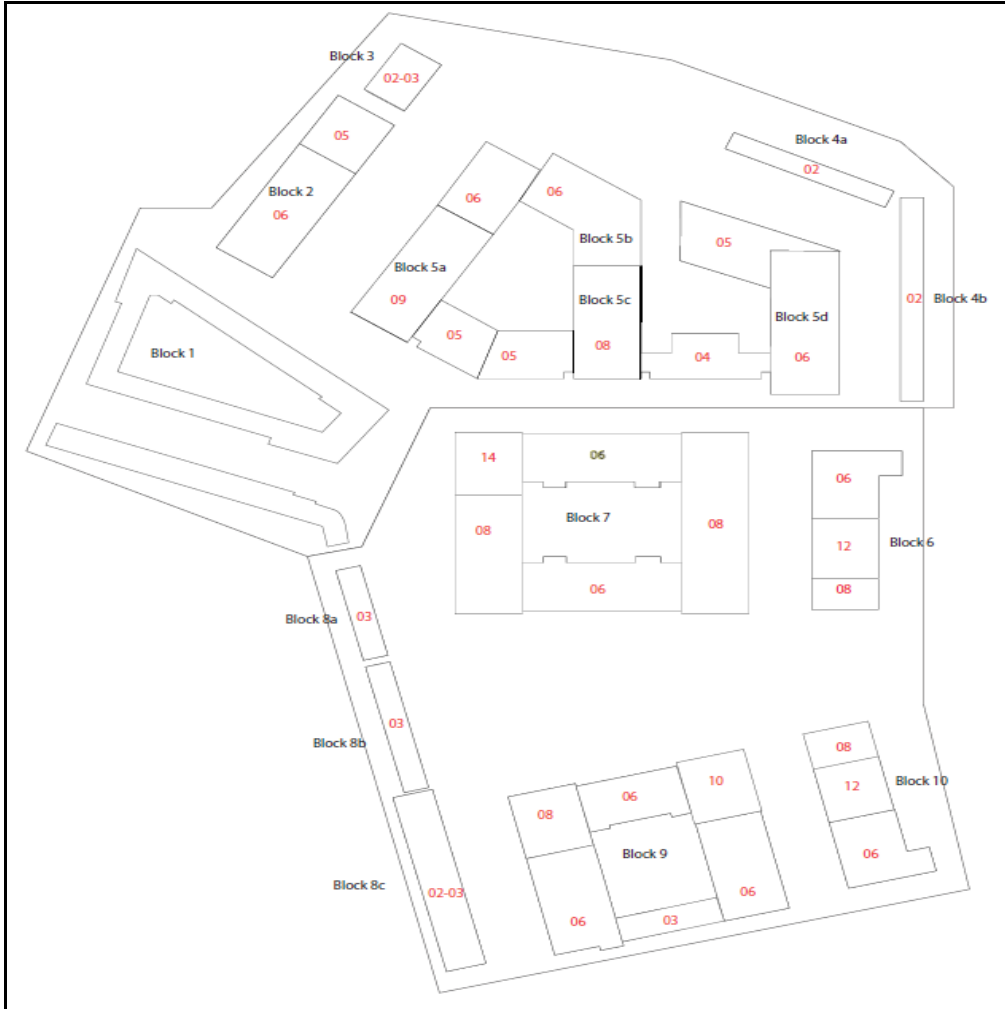 Block 3
02-03
05
Block 2
06
Block 4a
02
06
06
Block 5b
05
Block 5a
09
Block 5c
02
Block 4b
Block 5d
05
05
08
04
06
Block 1
14
06
08
Block 7
08
06
06
12
Block 6
08
Block 8a
03
03
Block 8b
08
06
10
08
12
Block 10
Block 9
06
Block 8c
02-03
06
03
06